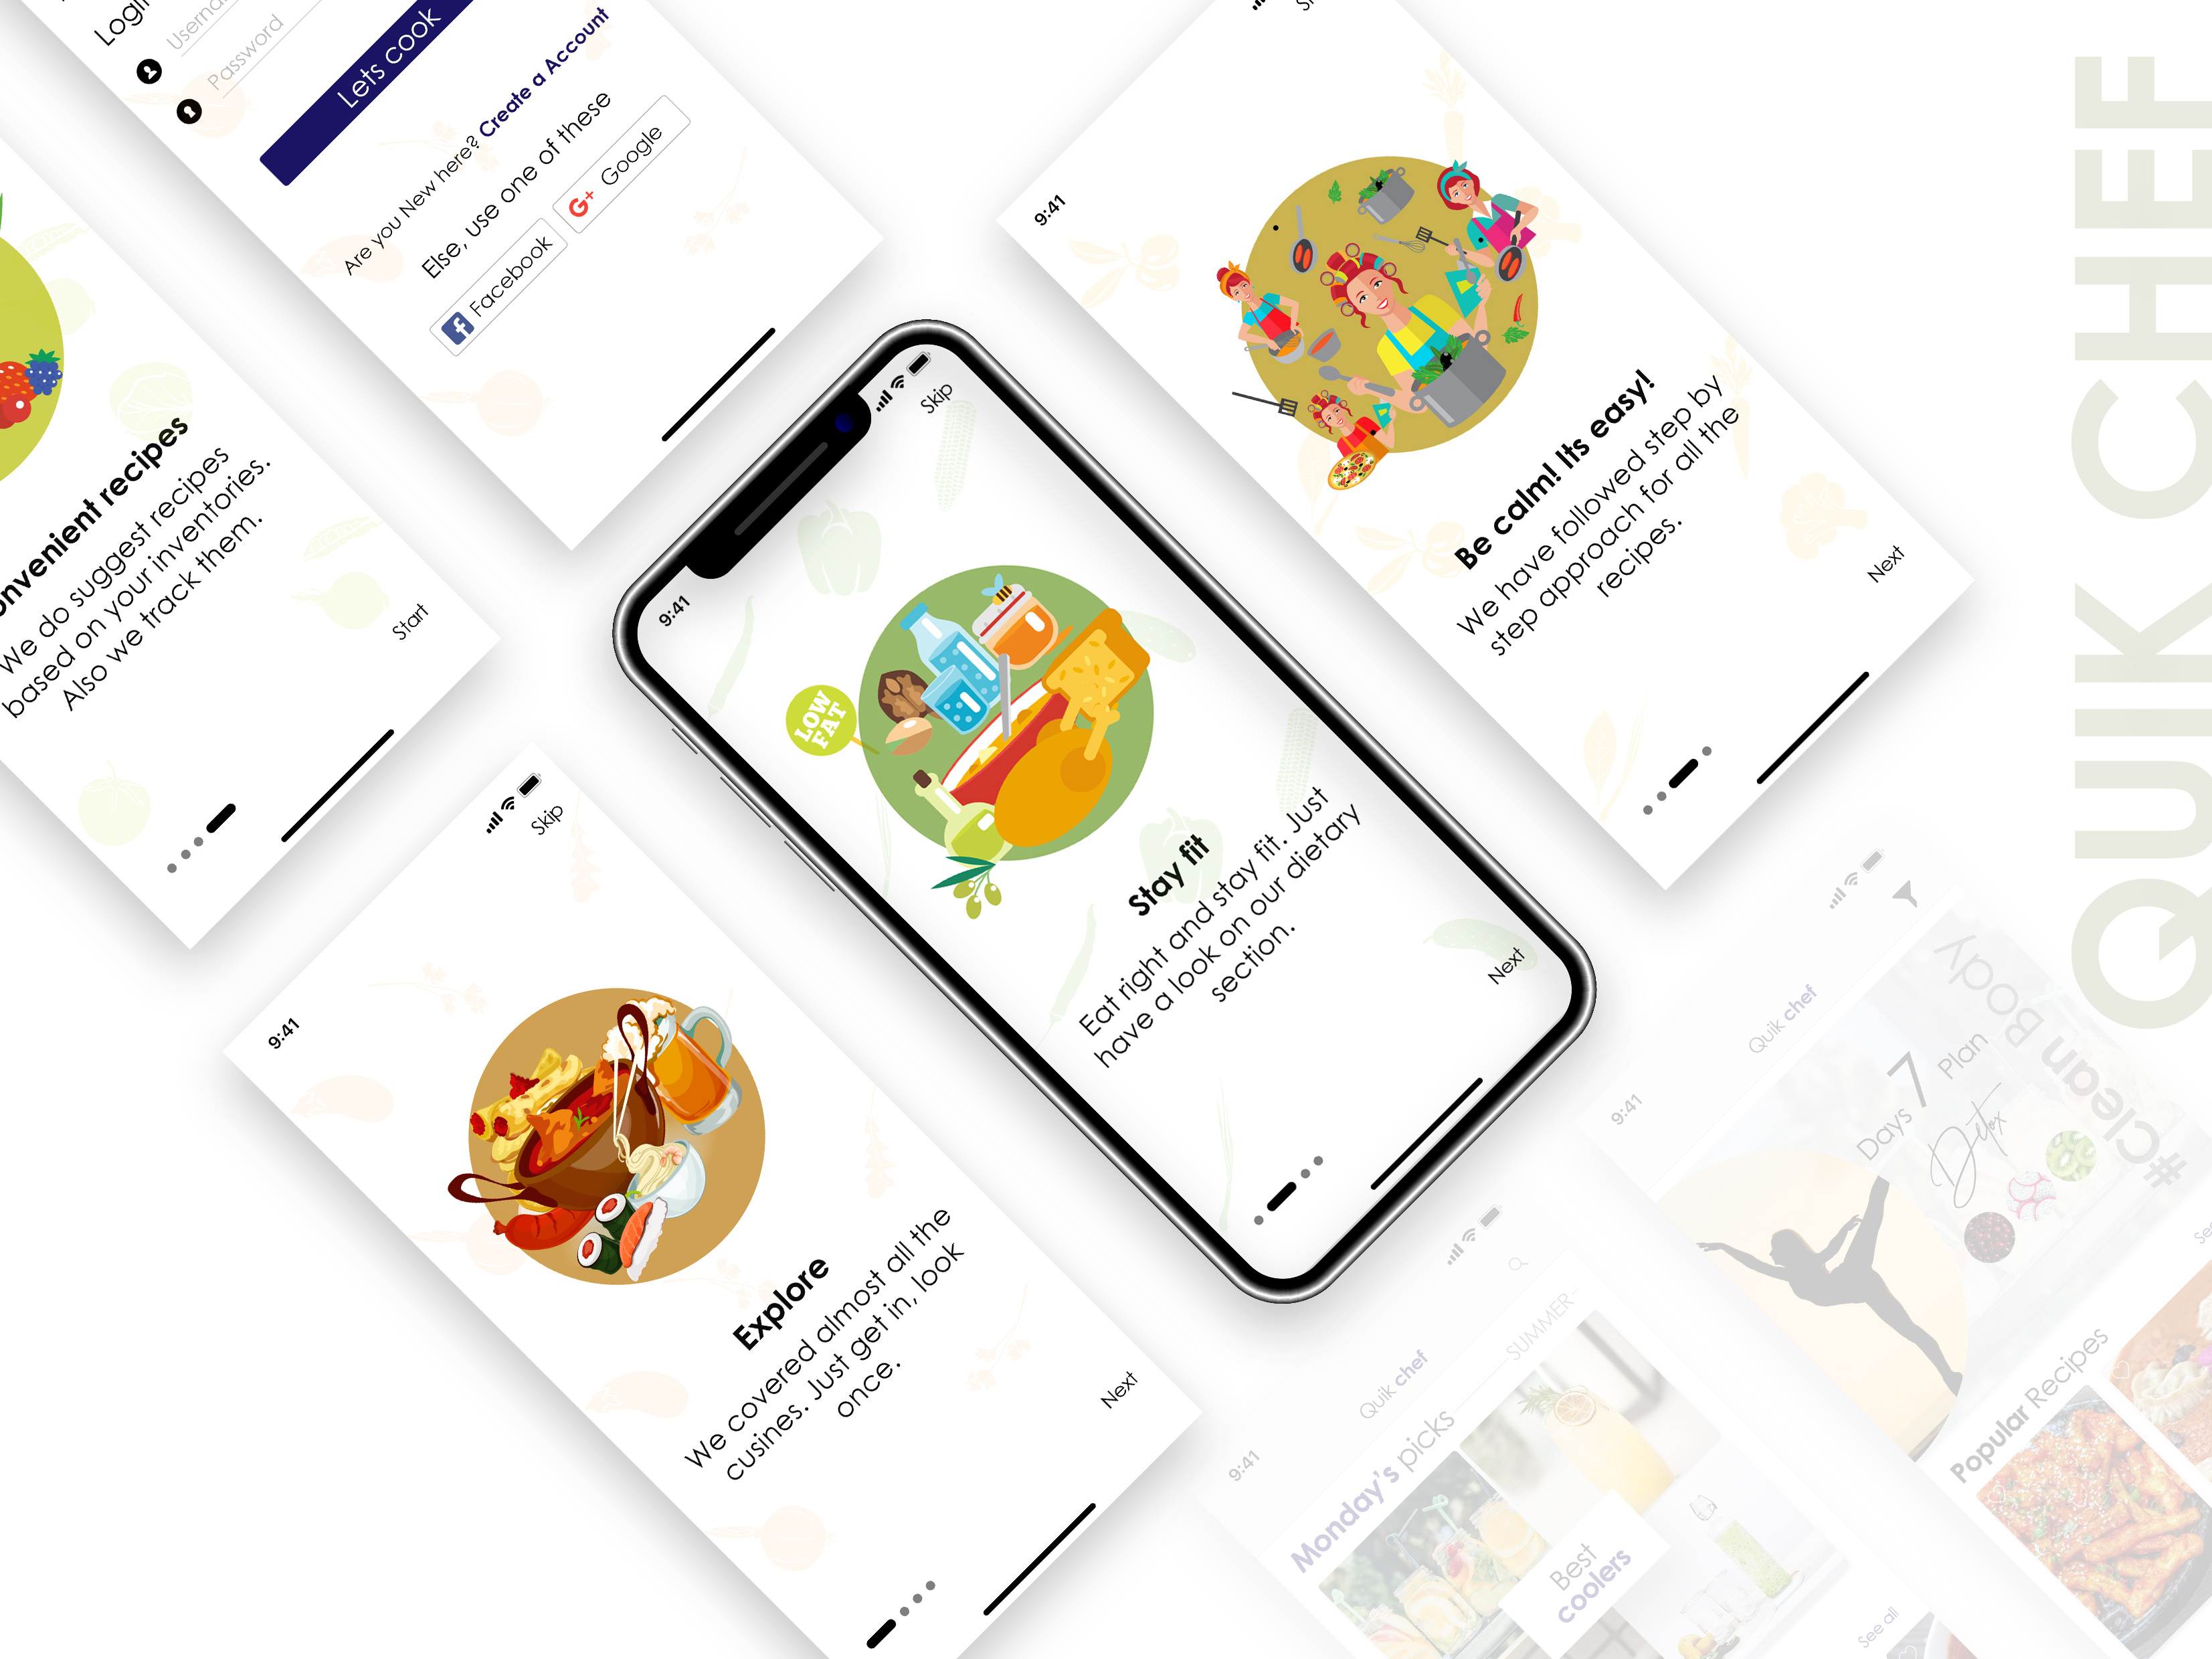 Login
Userna
Password
Lets cook
Are you New here? Create a Account
Else, use one of these
Facebook
G+ Google
onvenient recipes
We do suggest recipes
based on your inventories.
Also we track them.
Start
9:41
Skip
LOW
FAT
Stay fit
Eat right and stay fit. Just
have a look on our dietary
section.
Next
9:41
Be calm! Its easy!
We have followed step by
step approach for all the
recipes.
Next
9:41
Skip
Explore
We covered almost all the
cusines. Just get in, look
once.
Next
9:41
Quik chef
SUMMER
Monday's picks
Best
coolers
See all
9:41
Quik chef
7
Days Plan
Detox
#Clean Body
Popular Recipes
QUIK CHEF